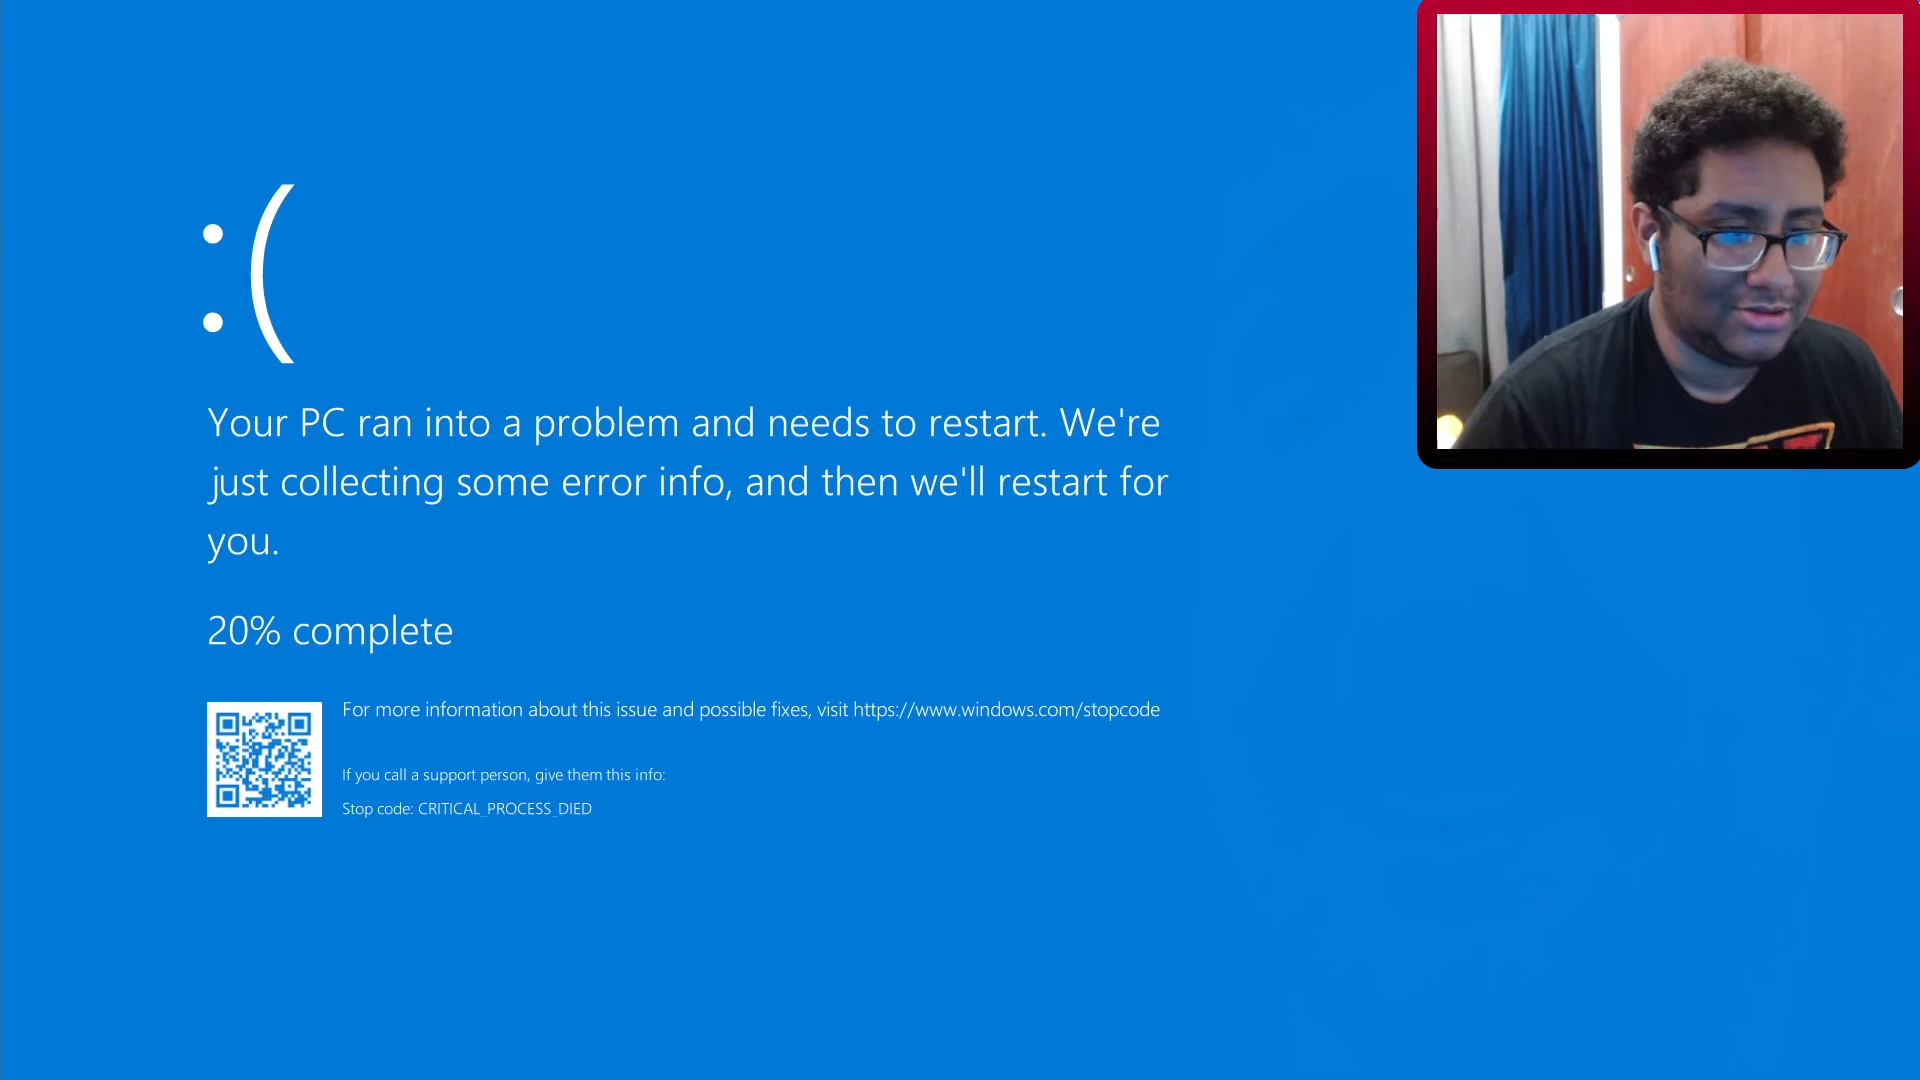 :(
Your PC ran into a problem and needs to restart. We're
just collecting some error info, and then we'll restart for
you.
20% complete
For more information about this issue and possible fixes, visit https://www.windows.com/stopcode
If you call a support person, give them this info:
Stop code: CRITICAL_PROCESS_DIED